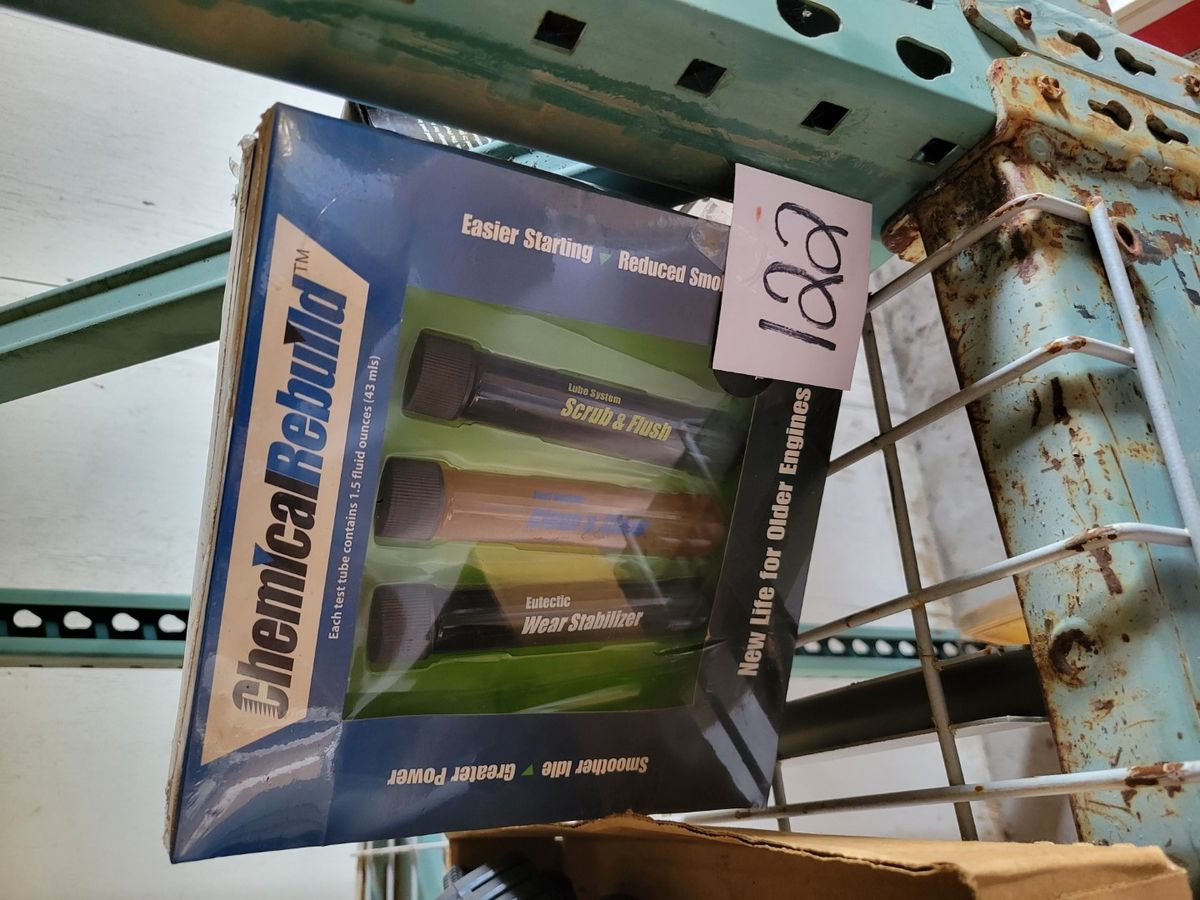 ChemicalRebuild™
Each test tube contains 1.5 fluid ounces (43 mls)
Easier Starting ▼ Reduced Smo
122
Lube System
Scrub & Flush
Eutectic
Wear Stabilizer
New Life for Older Engines
Smoother Idle ▼ Greater Power